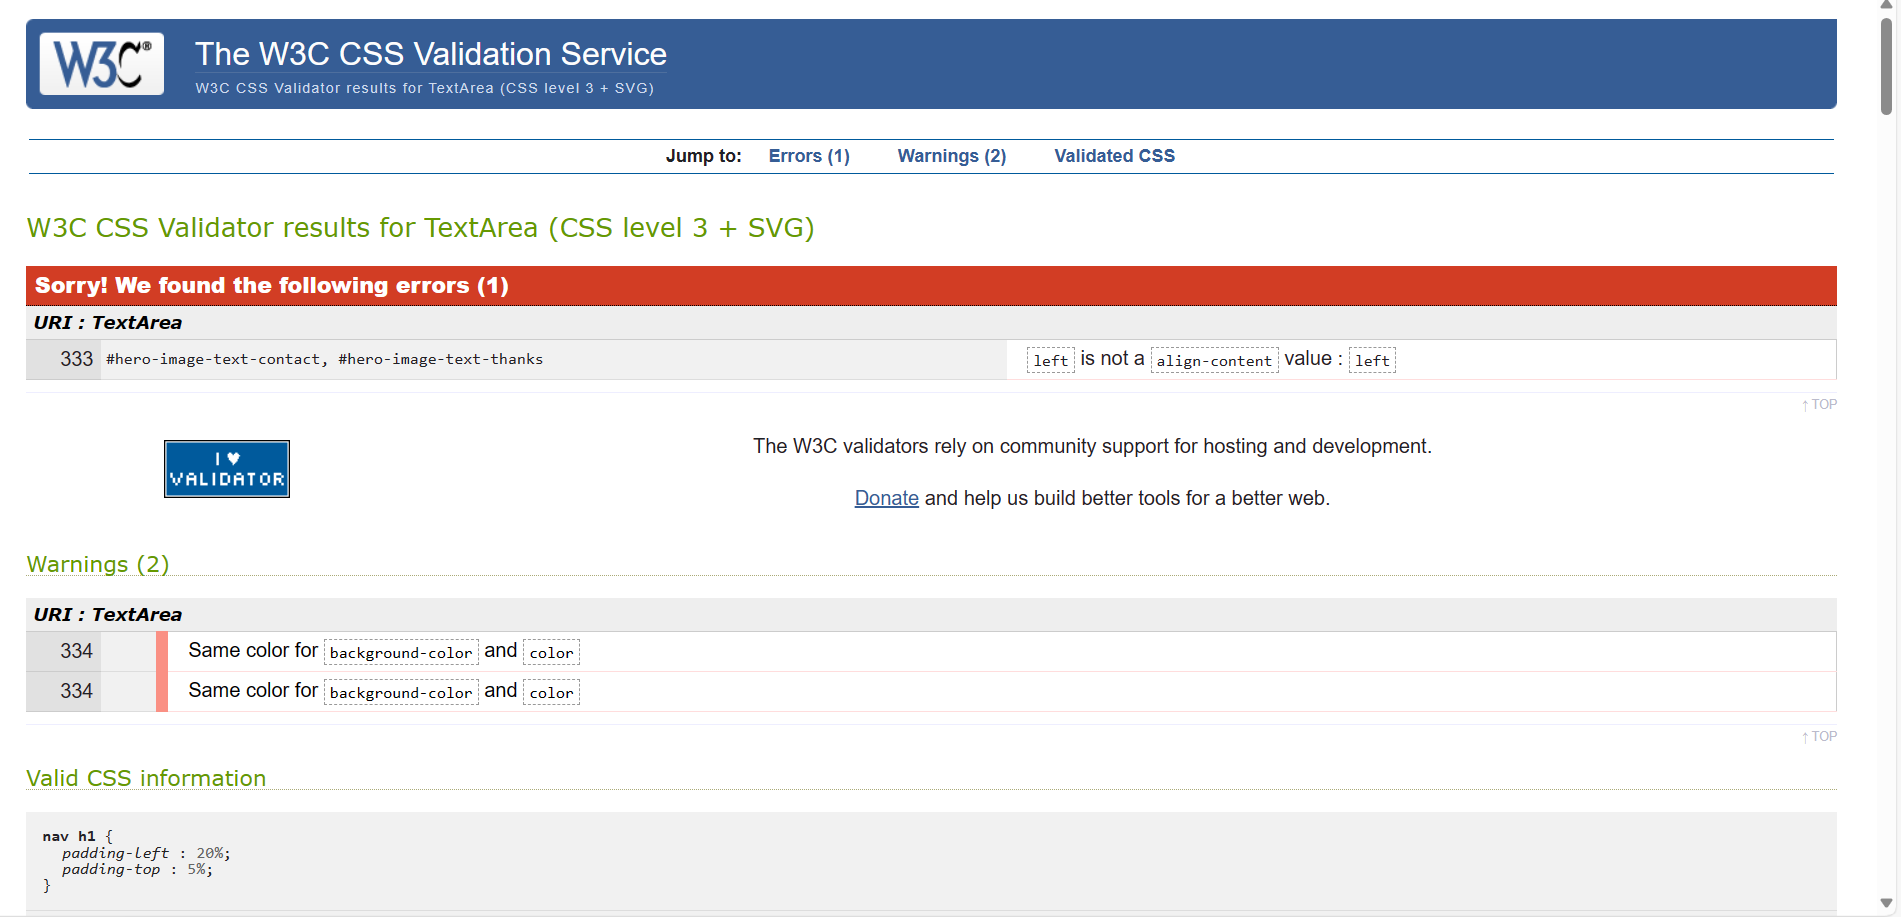 W3C®
The W3C CSS Validation Service
W3C CSS Validator results for TextArea (CSS level 3 + SVG)
Jump to: Errors (1) Warnings (2) Validated CSS
W3C CSS Validator results for TextArea (CSS level 3 + SVG)
Sorry! We found the following errors (1)
URI : TextArea
333 #hero-image-text-contact, #hero-image-text-thanks left is not a align-content value : left
↑ TOP
I ♥
VALIDATOR
The W3C validators rely on community support for hosting and development.
Donate and help us build better tools for a better web.
Warnings (2)
URI : TextArea
334 Same color for background-color and color
334 Same color for background-color and color
↑ TOP
Valid CSS information
nav h1 {
padding-left : 20%;
padding-top : 5%;
}